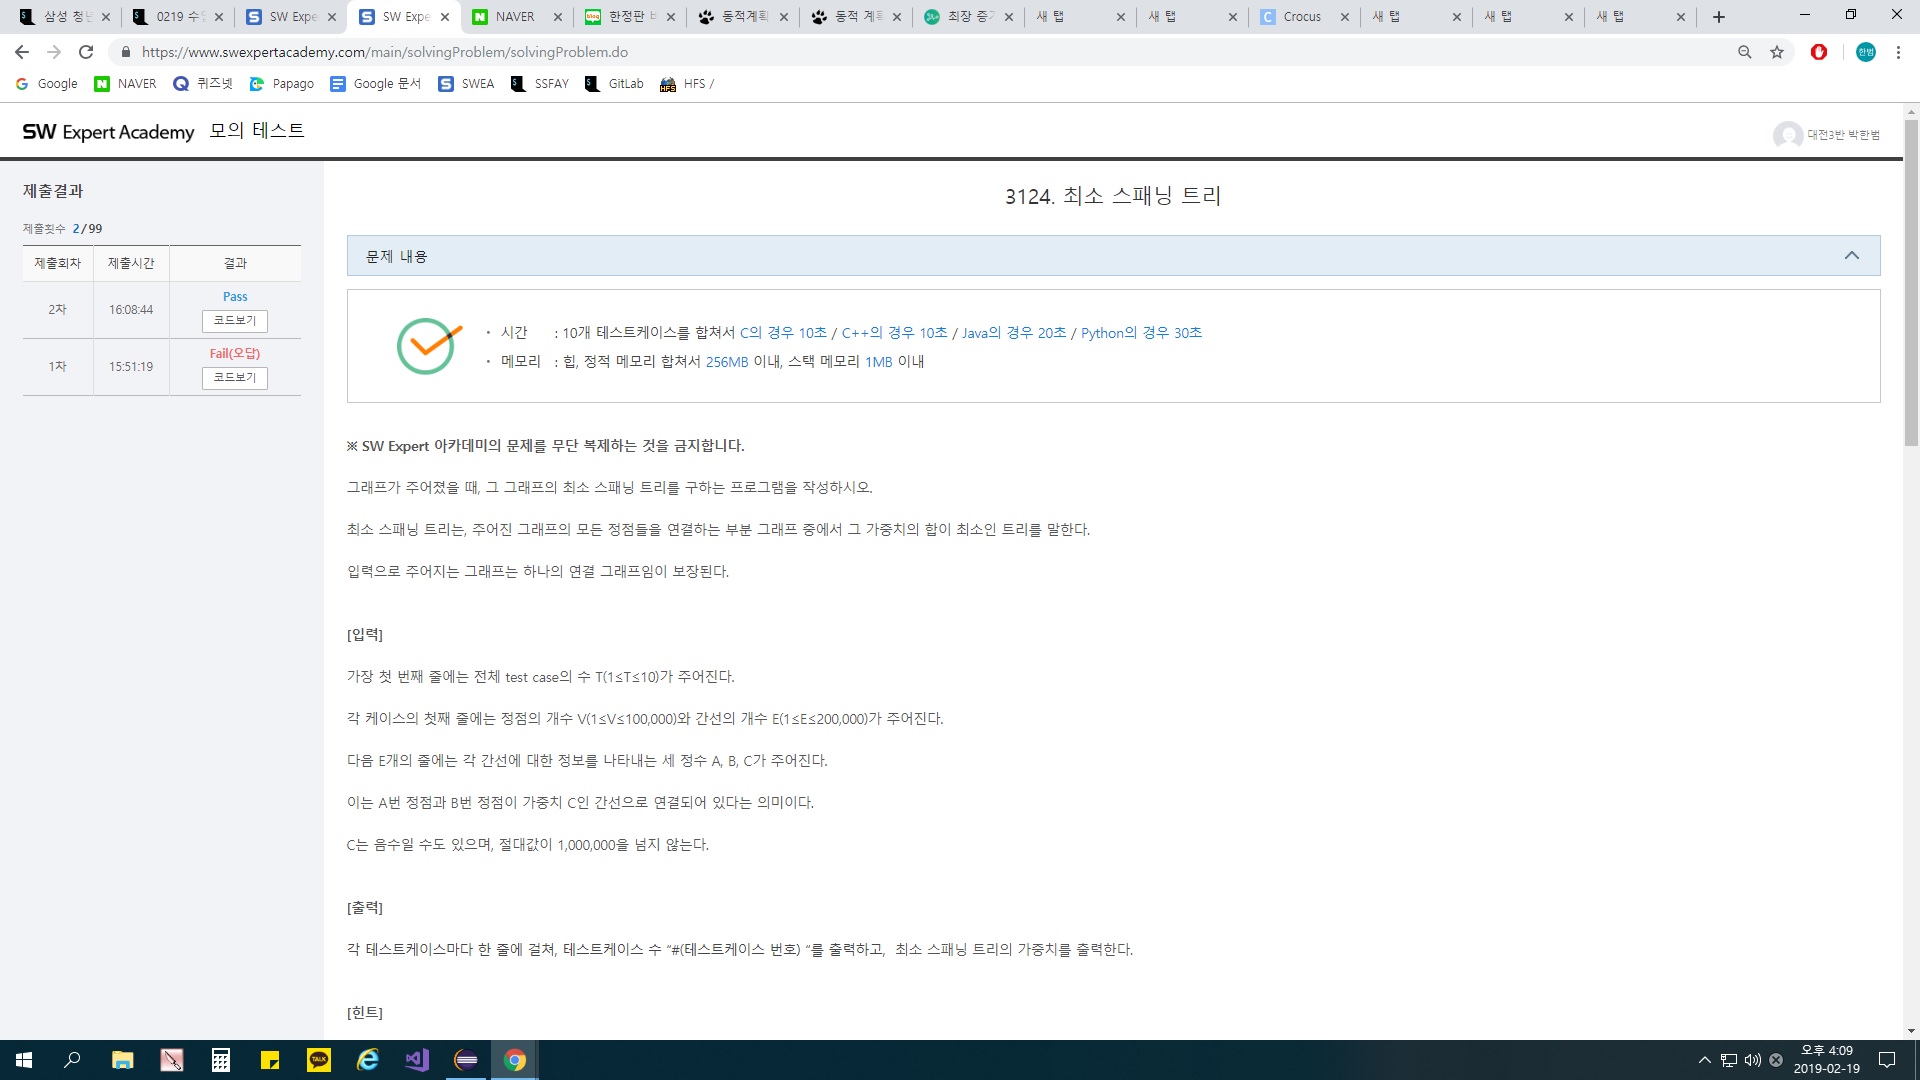 삼성 청년
0219 수업
SW Expe
SW Expe
NAVER
한정판
동적계획
동적 계획
최장 증가
새 탭
새 탭
Crocus
새 탭
새 탭
새 탭
https://www.swexpertacademy.com/main/solvingProblem/solvingProblem.do
한범
Google
NAVER
퀴즈넷
Papago
Google 문서
SWEA
SSFAY
GitLab
HFS /
SW Expert Academy 모의 테스트
대전3반 박한범
제출결과
제출횟수 2/99
제출회차 제출시간 결과
2차 16:08:44 Pass
코드보기
1차 15:51:19 Fail(오답)
코드보기
3124. 최소 스패닝 트리
문제 내용
・ 시간 : 10개 테스트케이스를 합쳐서 C의 경우 10초 / C++의 경우 10초 / Java의 경우 20초 / Python의 경우 30초
・ 메모리 : 힙, 정적 메모리 합쳐서 256MB 이내, 스택 메모리 1MB 이내
※ SW Expert 아카데미의 문제를 무단 복제하는 것을 금지합니다.
그래프가 주어졌을 때, 그 그래프의 최소 스패닝 트리를 구하는 프로그램을 작성하시오.
최소 스패닝 트리는, 주어진 그래프의 모든 정점들을 연결하는 부분 그래프 중에서 그 가중치의 합이 최소인 트리를 말한다.
입력으로 주어지는 그래프는 하나의 연결 그래프임이 보장된다.
[입력]
가장 첫 번째 줄에는 전체 test case의 수 T(1≤T≤10)가 주어진다.
각 케이스의 첫째 줄에는 정점의 개수 V(1≤V≤100,000)와 간선의 개수 E(1≤E≤200,000)가 주어진다.
다음 E개의 줄에는 각 간선에 대한 정보를 나타내는 세 정수 A, B, C가 주어진다.
이는 A번 정점과 B번 정점이 가중치 C인 간선으로 연결되어 있다는 의미이다.
C는 음수일 수도 있으며, 절대값이 1,000,000을 넘지 않는다.
[출력]
각 테스트케이스마다 한 줄에 걸쳐, 테스트케이스 수 “#(테스트케이스 번호) ”를 출력하고, 최소 스패닝 트리의 가중치를 출력한다.
[힌트]
오후 4:09
2019-02-19